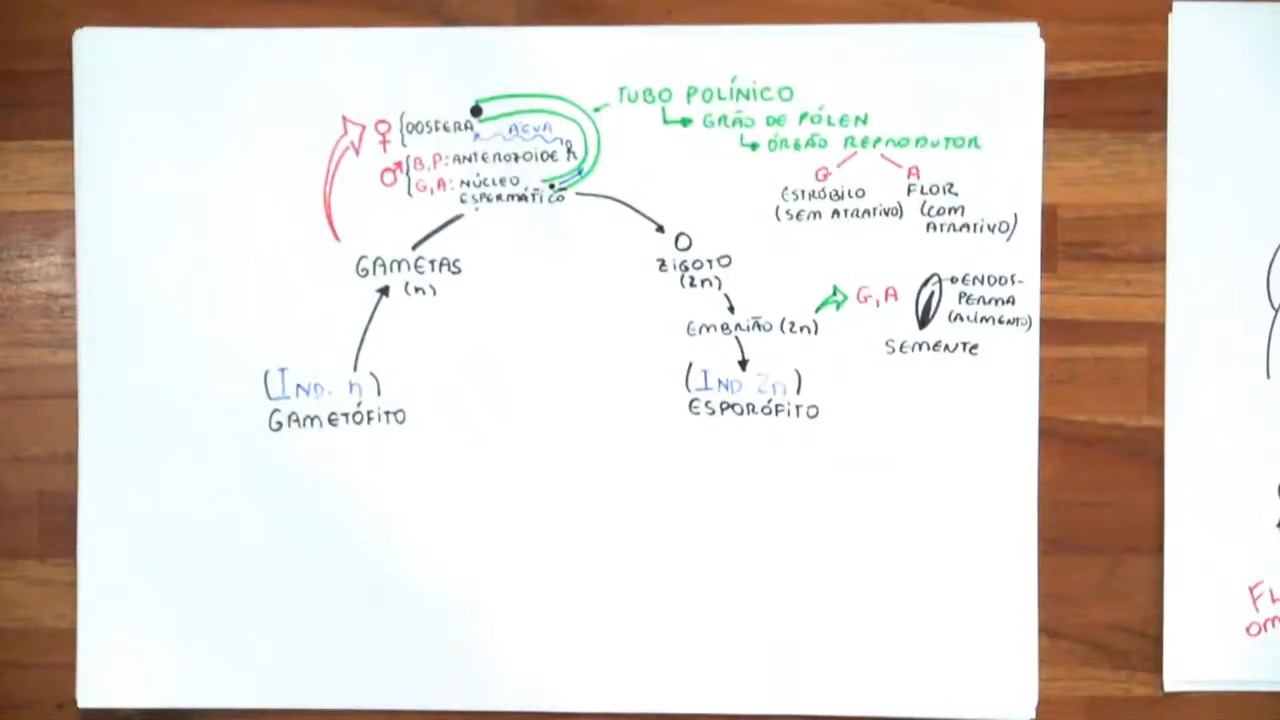 TUBO POLÍNICO
GRÃO DE PÓLEN
ÓRGÃO REPRODUTOR
♀ {OOSFERA
ÁGUA
♂ {B,P: ANTEROZOIDE
G,A: NÚCLEO
ESPERMÁTICO
G
A
ESTRÓBILO
(SEM ATRATIVO)
FLOR
(COM
ATRATIVO)
GAMETAS
(n)
ZIGOTO
(2n)
EMBRIÃO (2n)
G, A
ENDOS-
PERMA
(ALIMENTO)
SEMENTE
(IND. n)
GAMETÓFITO
(IND 2n)
ESPORÓFITO